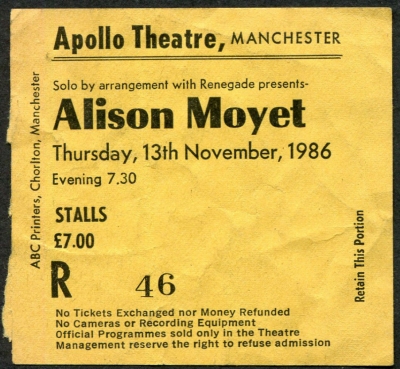 Apollo Theatre, MANCHESTER
Solo by arrangement with Renegade presents-
Alison Moyet
Thursday, 13th November, 1986
Evening 7.30
STALLS
£7.00
R 46
No Tickets Exchanged nor Money Refunded
No Cameras or Recording Equipment
Official Programmes sold only in the Theatre
Management reserve the right to refuse admission
ABC Printers, Chorlton, Manchester
Retain This Portion